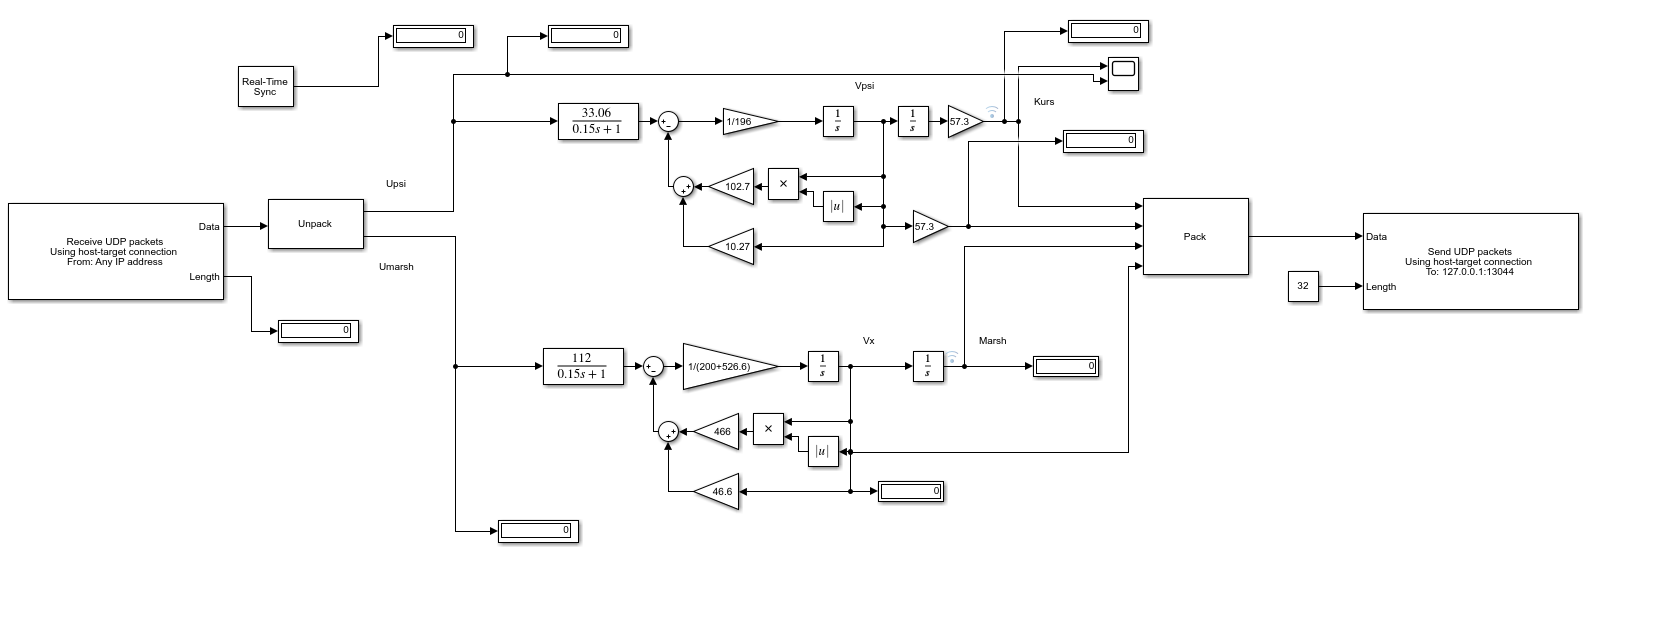 0
0
0
Real-Time
Sync
Vpsi
Kurs
33.06
0.15s + 1
+
−
1/196
1
s
1
s
57.3
0
Upsi
102.7
×
|u|
+
+
10.27
57.3
Receive UDP packets
Using host-target connection
From: Any IP address
Data
Length
Unpack
Umarsh
0
Pack
Data
Length
Send UDP packets
Using host-target connection
To: 127.0.0.1:13044
32
Vx
Marsh
112
0.15s + 1
+
−
1/(200+526.6)
1
s
1
s
0
466
×
|u|
+
+
46.6
0
0